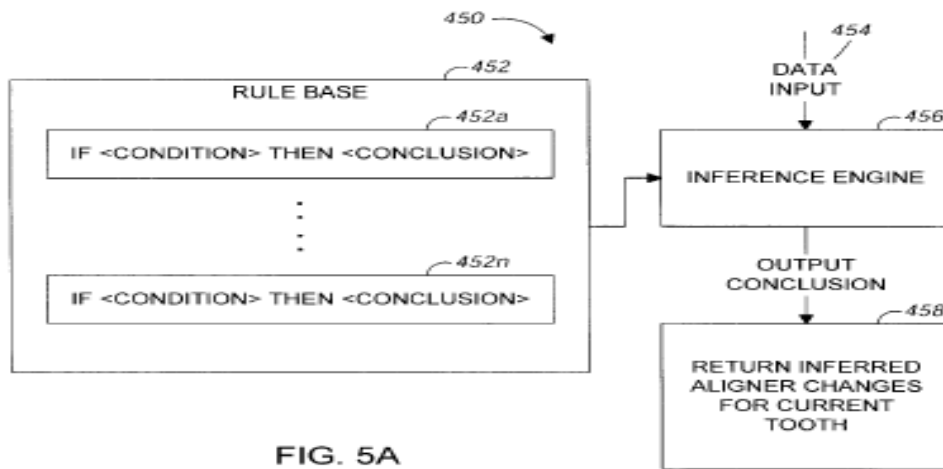 450
452
RULE BASE
452a
IF <CONDITION> THEN <CONCLUSION>
452n
IF <CONDITION> THEN <CONCLUSION>
454
DATA
INPUT
456
INFERENCE ENGINE
OUTPUT
CONCLUSION
458
RETURN INFERRED
ALIGNER CHANGES
FOR CURRENT
TOOTH
FIG. 5A